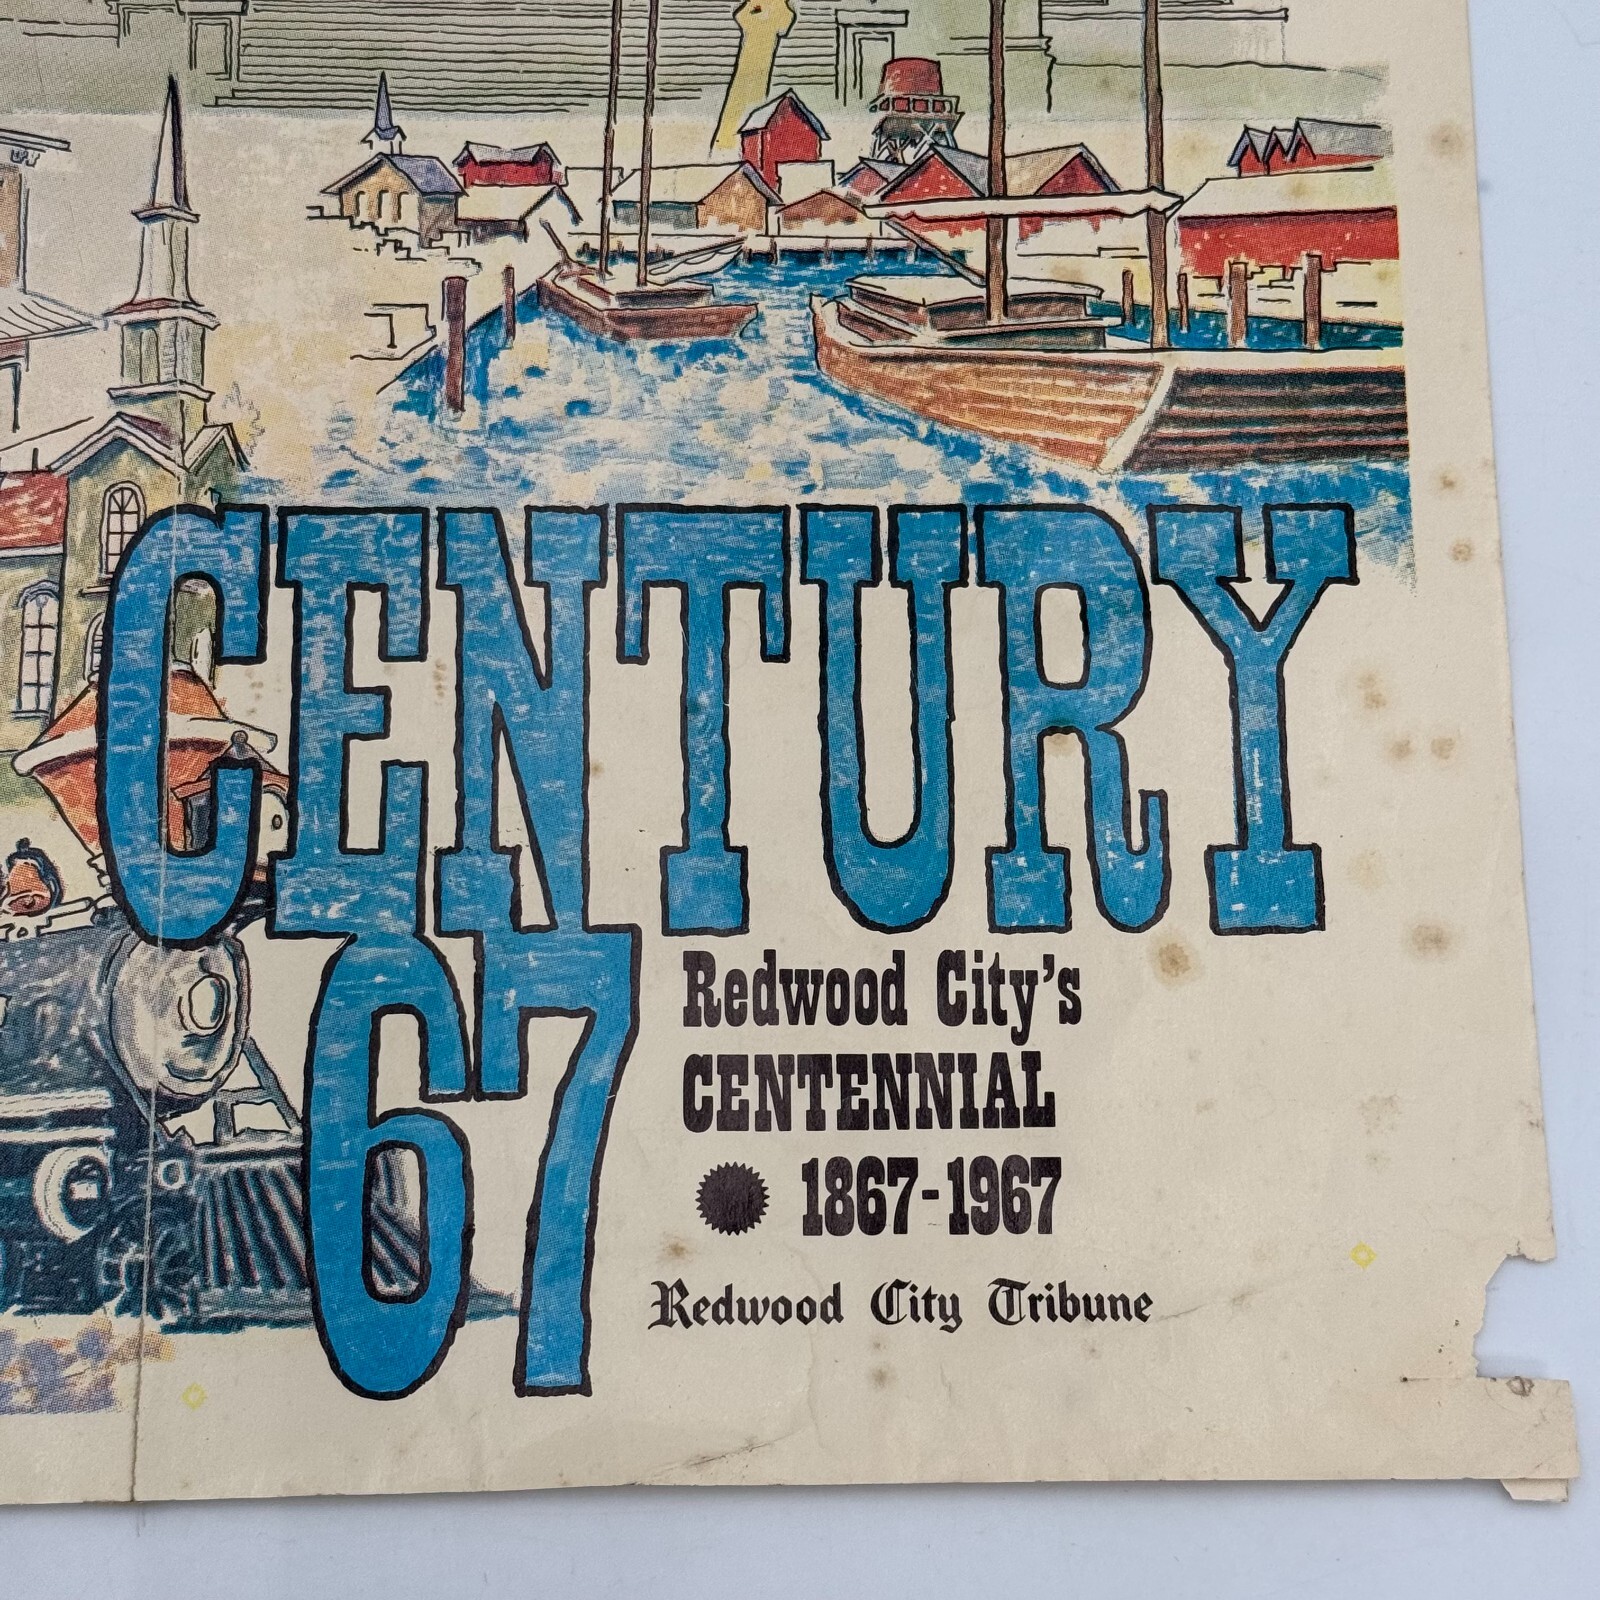 CENTURY
67
Redwood City's
CENTENNIAL
1867-1967
Redwood City Tribune